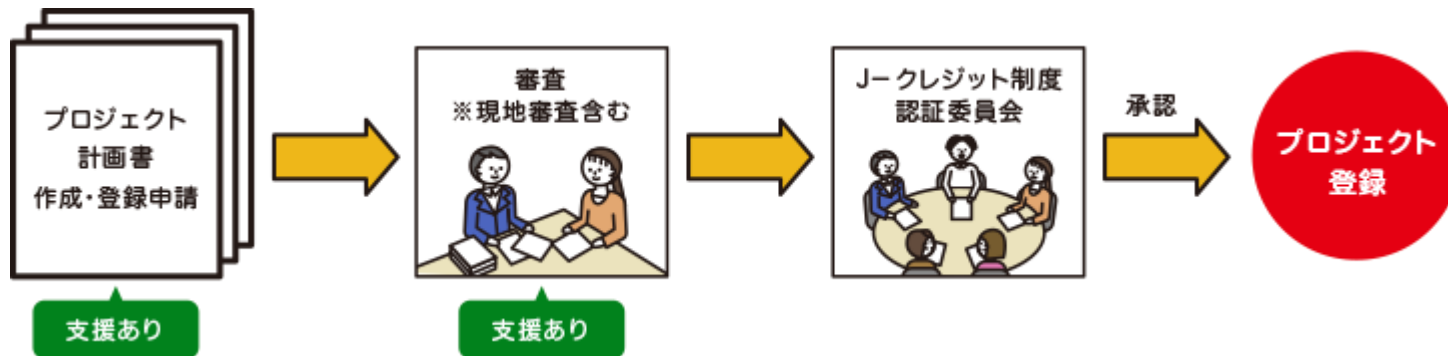 プロジェクト
計画書
作成・登録申請
支援あり
審査
※現地審査含む
支援あり
Jークレジット制度
認証委員会
承認
プロジェクト
登録